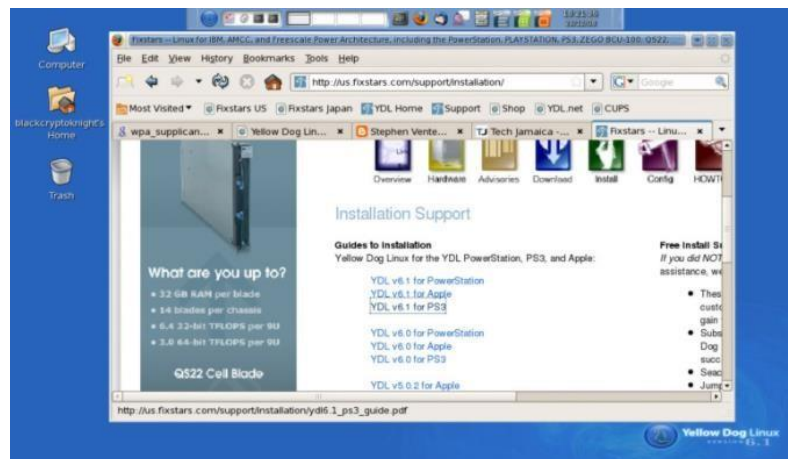 18:21:30
Computer
blackcryptoknight's
Home
Trash
Fixstars -- Linux for IBM, AMCC, and Freescale Power Architecture, including the PowerStation, PLAYSTATION, PS3, ZEGO BCU-100, QS22,
File Edit View History Bookmarks Tools Help
http://us.fixstars.com/support/installation/
Google
Most Visited Fixstars US Fixstars Japan YDL Home Support Shop YDL.net CUPS
wpa_supplican... Yellow Dog Lin... Stephen Vente... TJ Tech Jamaica -... Fixstars -- Linu...
Overview Hardware Advisories Download Install Config HOWT
Installation Support
Guides to Installation
Yellow Dog Linux for the YDL PowerStation, PS3, and Apple:
YDL v6.1 for PowerStation
YDL v6.1 for Apple
YDL v6.1 for PS3
YDL v6.0 for PowerStation
YDL v6.0 for Apple
YDL v6.0 for PS3
YDL v5.0.2 for Apple
Free Install Su
If you did NOT
assistance, we
• Thes
custo
gain
• Subs
Dog
succ
• Seac
• Jump
What are you up to?
• 32 GB RAM per blade
• 14 blades per chassis
• 6.4 32-bit TFLOPS per 9U
• 3.0 64-bit TFLOPS per 9U
QS22 Cell Blade
http://us.fixstars.com/support/installation/ydl6.1_ps3_guide.pdf
Yellow Dog Linux
version 6.1